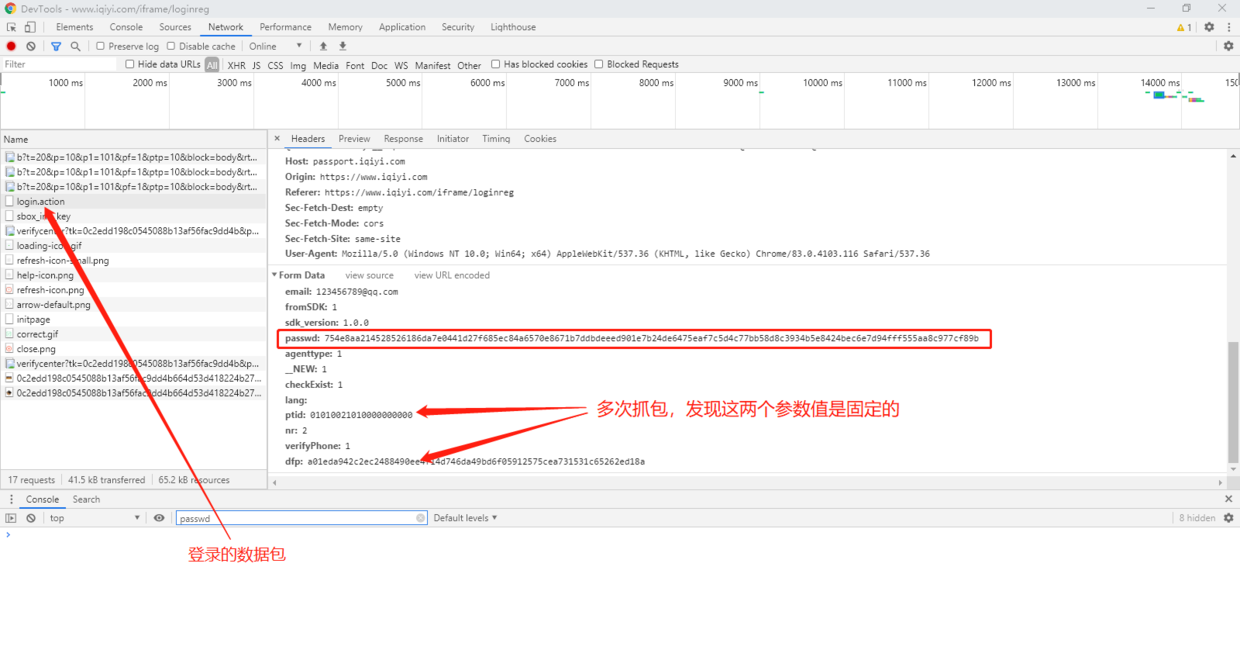 DevTools - www.iqiyi.com/iframe/loginreg
Elements Console Sources Network Performance Memory Application Security Lighthouse 1
Preserve log Disable cache Online
Filter Hide data URLs All XHR JS CSS Img Media Font Doc WS Manifest Other Has blocked cookies Blocked Requests
1000 ms 2000 ms 3000 ms 4000 ms 5000 ms 6000 ms 7000 ms 8000 ms 9000 ms 10000 ms 11000 ms 12000 ms 13000 ms 14000 ms 150
Name
b?t=20&p=10&p1=101&pf=1&ptp=10&block=body&rt...
b?t=20&p=10&p1=101&pf=1&ptp=10&block=body&rt...
b?t=20&p=10&p1=101&pf=1&ptp=10&block=body&rt...
login.action
verifycenter?tk=0c2edd198c0545088b13af56fac9dd4b&p...
refresh-icon-small.png
help-icon.png
refresh-icon.png
arrow-default.png
initpage
correct.gif
close.png
17 requests 41.5 kB transferred 65.2 kB resources
× Headers Preview Response Initiator Timing Cookies
Host: passport.iqiyi.com
Origin: https://www.iqiyi.com
Referer: https://www.iqiyi.com/iframe/loginreg
Sec-Fetch-Dest: empty
Sec-Fetch-Mode: cors
Sec-Fetch-Site: same-site
User-Agent: Mozilla/5.0 (Windows NT 10.0; Win64; x64) AppleWebKit/537.36 (KHTML, like Gecko) Chrome/83.0.4103.116 Safari/537.36
Form Data view source view URL encoded
email: 123456789@qq.com
fromSDK: 1
sdk_version: 1.0.0
passwd: 754e8aa214528526186da7e0441d27f685ec84a6570e8671b7ddbdeeed901e7b24de6475eaf7c5d4c77bb58d8c3934b5e8424bec6e7d94fff555aa8c977cf89b
agenttype: 1
__NEW: 1
checkExist: 1
lang:
ptid: 01010021010000000000
nr: 2
verifyPhone: 1
dfp:
多次抓包，发现这两个参数值是固定的
登录的数据包
Console Search
top passwd Default levels 8 hidden